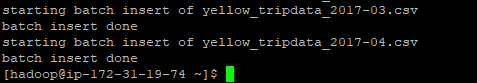 starting batch insert of yellow_tripdata_2017-03.csv
batch insert done
starting batch insert of yellow_tripdata_2017-04.csv
batch insert done
[hadoop@ip-172-31-19-74 ~]$